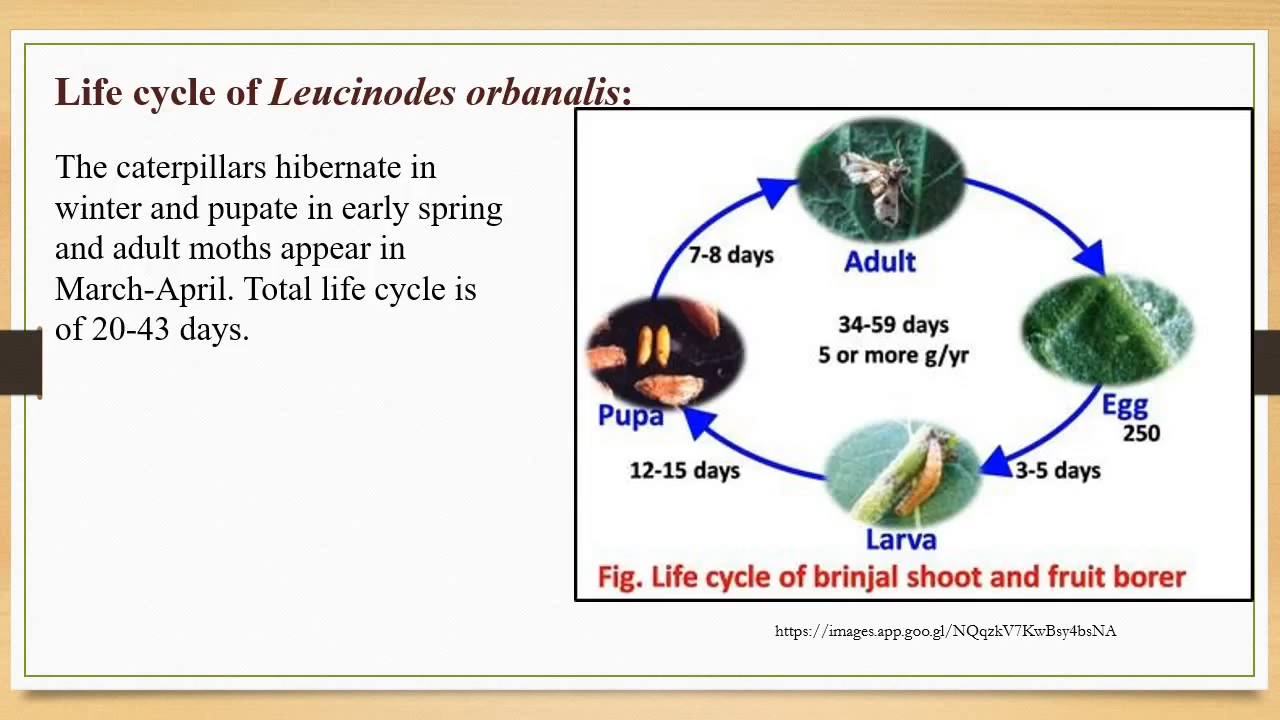 Life cycle of Leucinodes orbanalis:
The caterpillars hibernate in
winter and pupate in early spring
and adult moths appear in
March-April. Total life cycle is
of 20-43 days.
7-8 days
Adult
34-59 days
5 or more g/yr
Pupa
Egg
250
12-15 days
3-5 days
Larva
Fig. Life cycle of brinjal shoot and fruit borer
https://images.app.goo.gl/NQqzkV7KwBsy4bsNA